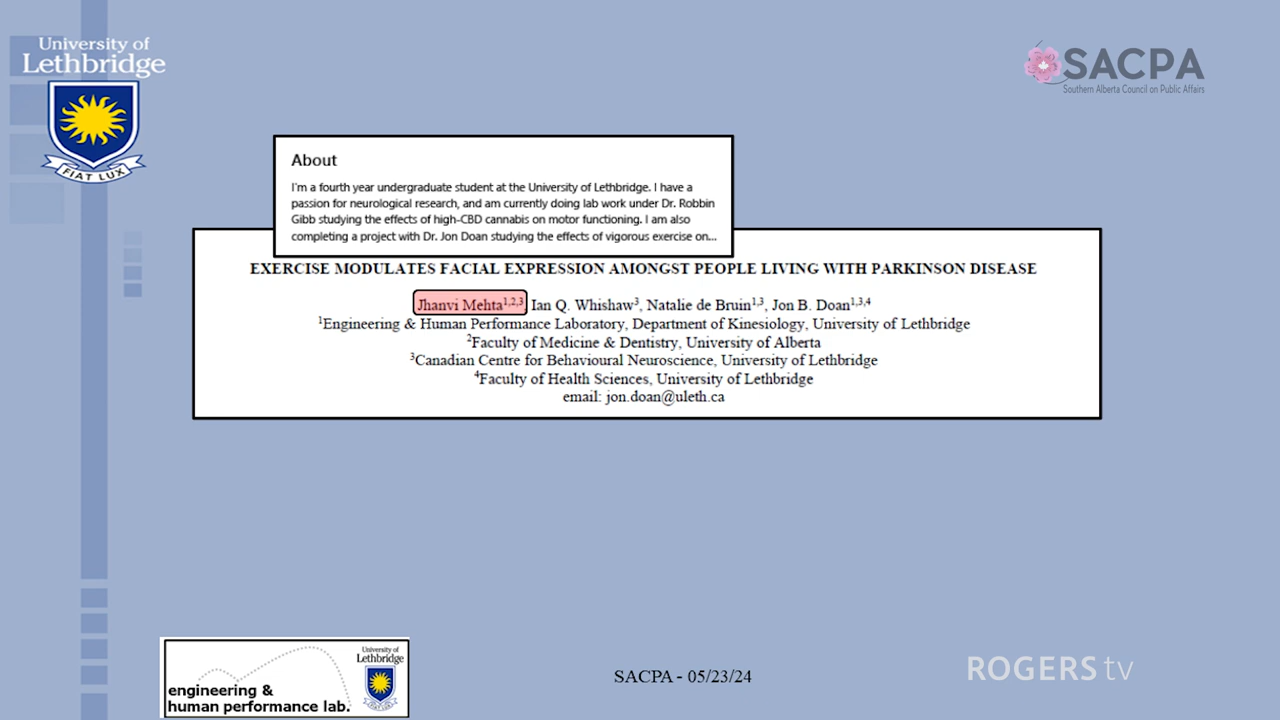 University of
Lethbridge
FIAT LUX
SACPA
Southern Alberta Council on Public Affairs
About
I'm a fourth year undergraduate student at the University of Lethbridge. I have a
passion for neurological research, and am currently doing lab work under Dr. Robbin
Gibb studying the effects of high-CBD cannabis on motor functioning. I am also
completing a project with Dr. Jon Doan studying the effects of vigorous exercise on...
EXERCISE MODULATES FACIAL EXPRESSION AMONGST PEOPLE LIVING WITH PARKINSON DISEASE
Jhanvi Mehta1,2,3, Ian Q. Whishaw3, Natalie de Bruin1,3, Jon B. Doan1,3,4
1Engineering & Human Performance Laboratory, Department of Kinesiology, University of Lethbridge
2Faculty of Medicine & Dentistry, University of Alberta
3Canadian Centre for Behavioural Neuroscience, University of Lethbridge
4Faculty of Health Sciences, University of Lethbridge
email: jon.doan@uleth.ca
University of
Lethbridge
engineering &
human performance lab.
SACPA - 05/23/24
ROGERS tv